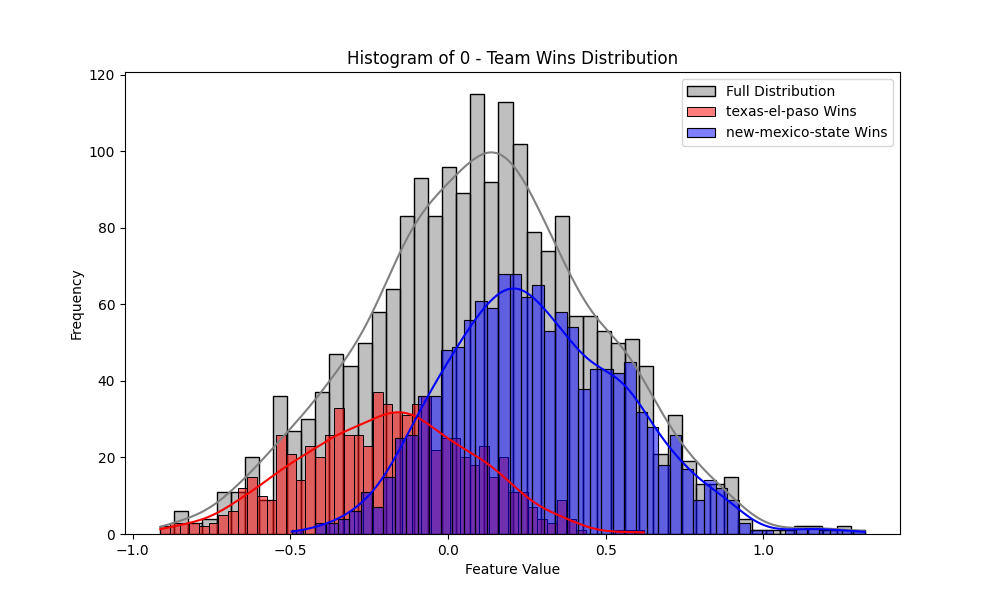 Histogram of 0 - Team Wins Distribution
Full Distribution
texas-el-paso Wins
new-mexico-state Wins
Frequency
120
100
80
60
40
20
0
−1.0 −0.5 0.0 0.5 1.0
Feature Value